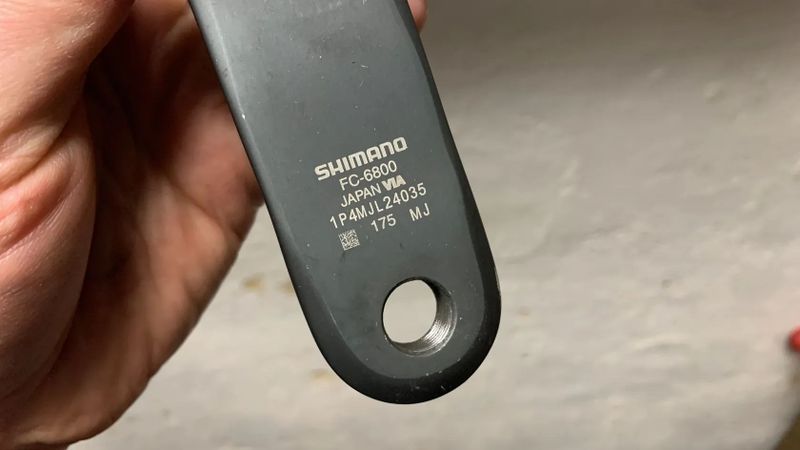 SHIMANO
FC-6800
JAPAN VIA
1P4MJL24035
175 MJ